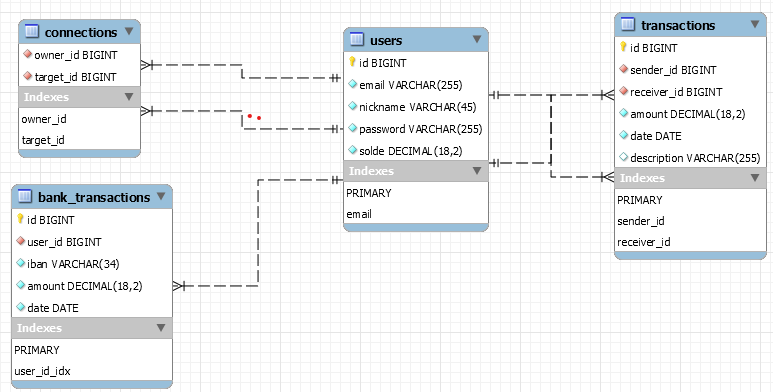 connections
owner_id BIGINT
target_id BIGINT
Indexes
owner_id
target_id
bank_transactions
id BIGINT
user_id BIGINT
iban VARCHAR(34)
amount DECIMAL(18,2)
date DATE
Indexes
PRIMARY
user_id_idx
users
id BIGINT
email VARCHAR(255)
nickname VARCHAR(45)
password VARCHAR(255)
solde DECIMAL(18,2)
Indexes
PRIMARY
email
transactions
id BIGINT
sender_id BIGINT
receiver_id BIGINT
amount DECIMAL(18,2)
date DATE
description VARCHAR(255)
Indexes
PRIMARY
sender_id
receiver_id